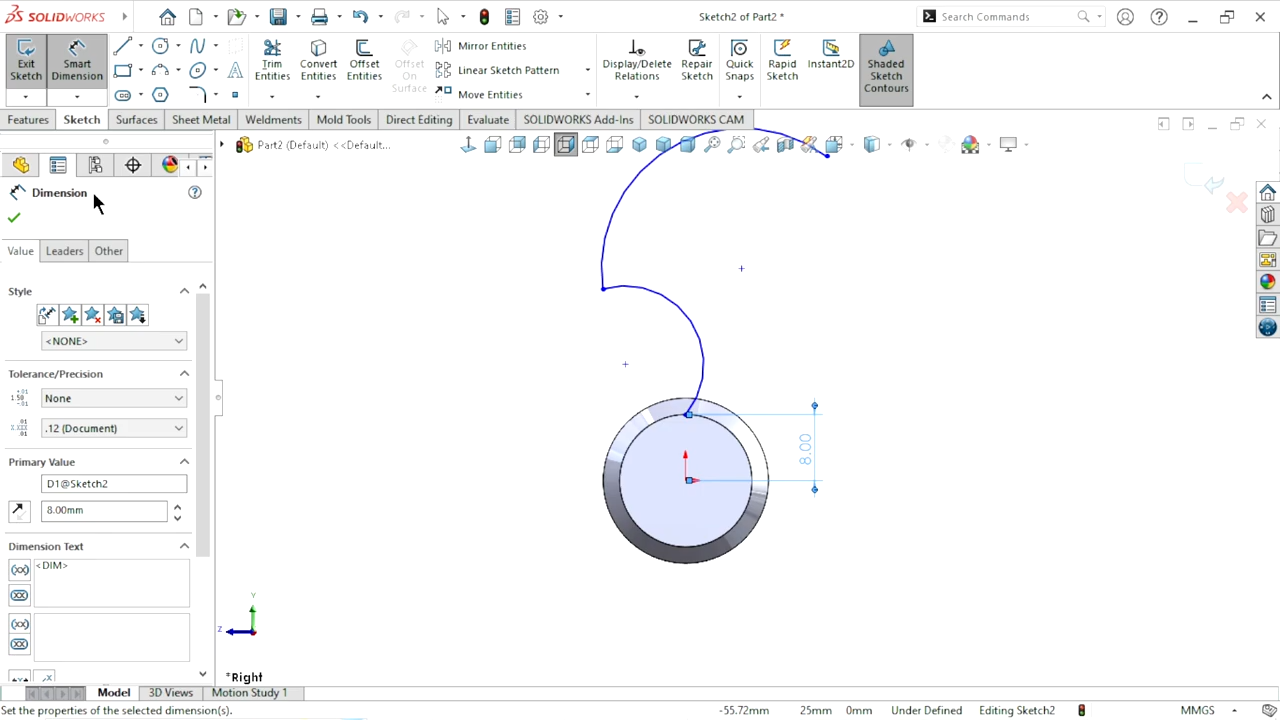 SOLIDWORKS
Sketch2 of Part2 *
Search Commands
Exit Sketch
Smart Dimension
Trim Entities
Convert Entities
Offset Entities
Offset On Surface
Mirror Entities
Linear Sketch Pattern
Move Entities
Display/Delete Relations
Repair Sketch
Quick Snaps
Rapid Sketch
Instant2D
Shaded Sketch Contours
Features
Sketch
Surfaces
Sheet Metal
Weldments
Mold Tools
Direct Editing
Evaluate
SOLIDWORKS Add-Ins
SOLIDWORKS CAM
Part2 (Default) <<Default...
Dimension
Value
Leaders
Other
Style
<NONE>
Tolerance/Precision
None
.12 (Document)
Primary Value
D1@Sketch2
8.00mm
Dimension Text
<DIM>
8.00
Y
Z
*Right
Model
3D Views
Motion Study 1
Set the properties of the selected dimension(s).
-55.72mm
25mm
0mm
Under Defined
Editing Sketch2
MMGS